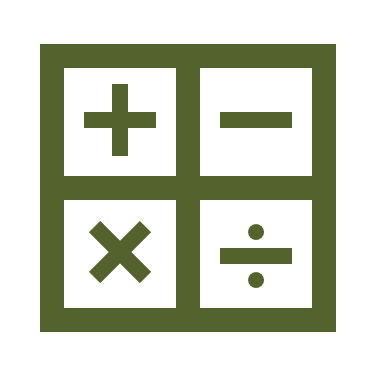 + −
× ÷